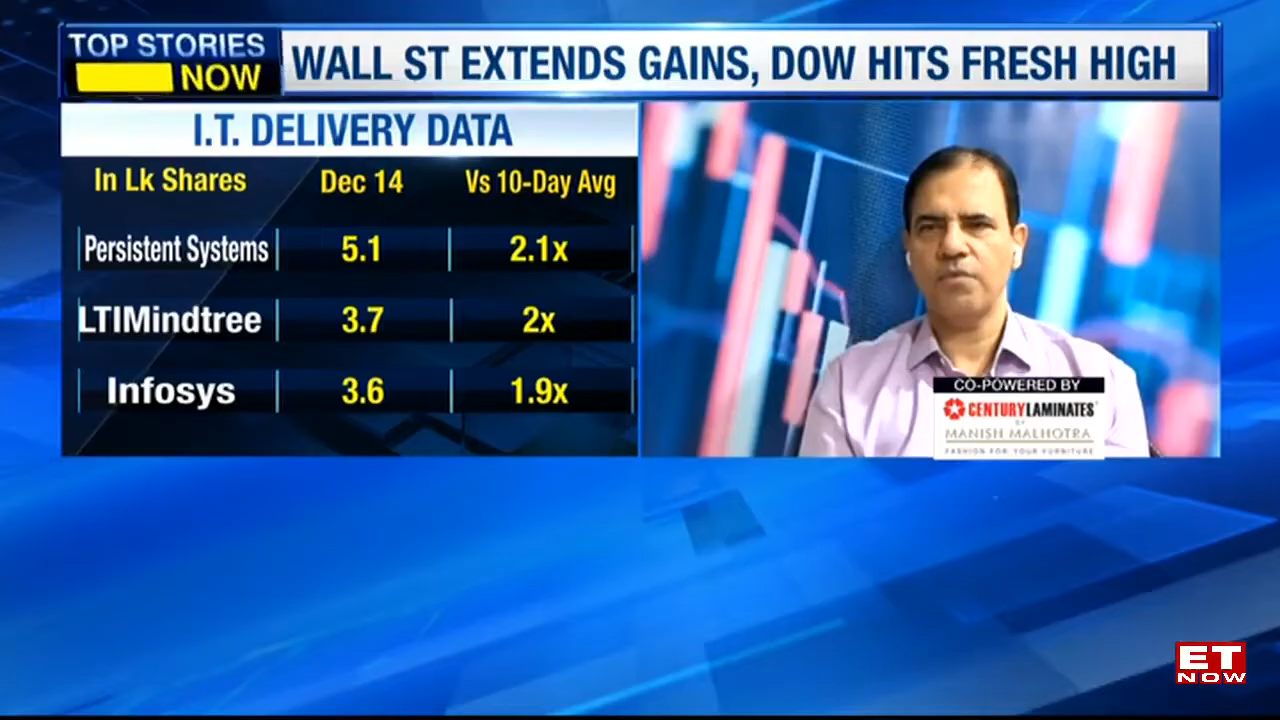 TOP STORIES
NOW
WALL ST EXTENDS GAINS, DOW HITS FRESH HIGH
I.T. DELIVERY DATA
In Lk Shares Dec 14 Vs 10-Day Avg
Persistent Systems 5.1 2.1x
LTIMindtree 3.7 2x
Infosys 3.6 1.9x
CO-POWERED BY
CENTURYLAMINATES
BY
MANISH MALHOTRA
FASHION FOR YOUR FURNITURE
ET
NOW